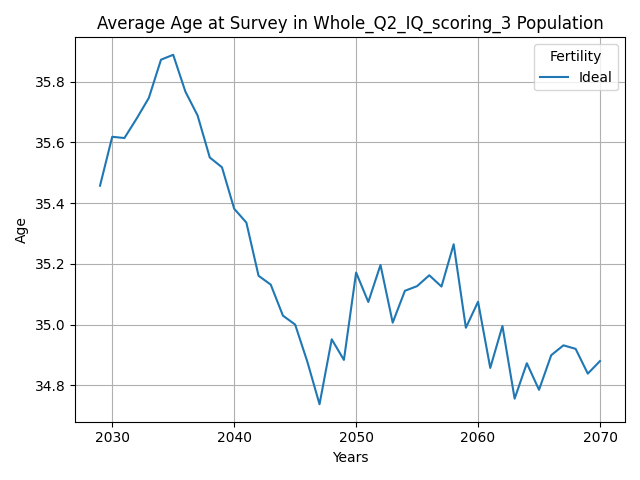 Average Age at Survey in Whole_Q2_IQ_scoring_3 Population
Fertility
Ideal
35.8
35.6
35.4
35.2
35.0
34.8
Age
2030 2040 2050 2060 2070
Years